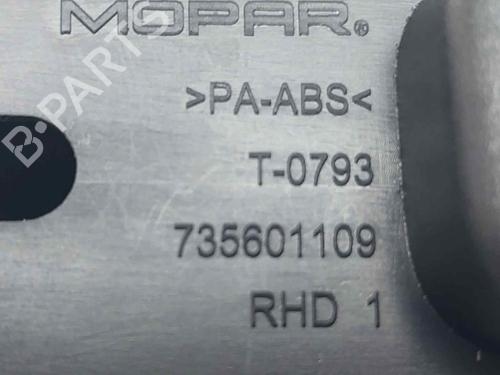 MOPAR®
>PA-ABS<
T-0793
735601109
RHD 1
B-PARTS